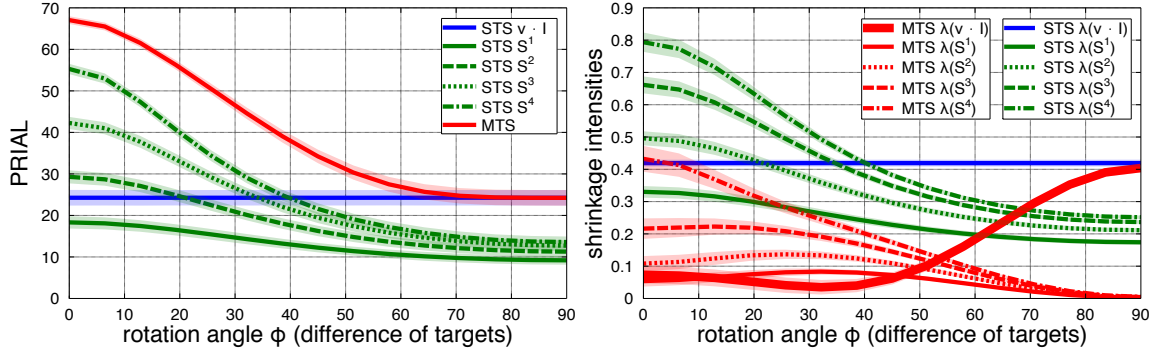 PRIAL
70
60
50
40
30
20
10
0
0 10 20 30 40 50 60 70 80 90
rotation angle ϕ (difference of targets)
STS v · I
STS S¹
STS S²
STS S³
STS S⁴
MTS
shrinkage intensities
0.9
0.8
0.7
0.6
0.5
0.4
0.3
0.2
0.1
0
0 10 20 30 40 50 60 70 80 90
rotation angle ϕ (difference of targets)
MTS λ(v · I)
MTS λ(S¹)
MTS λ(S²)
MTS λ(S³)
MTS λ(S⁴)
STS λ(v · I)
STS λ(S¹)
STS λ(S²)
STS λ(S³)
STS λ(S⁴)